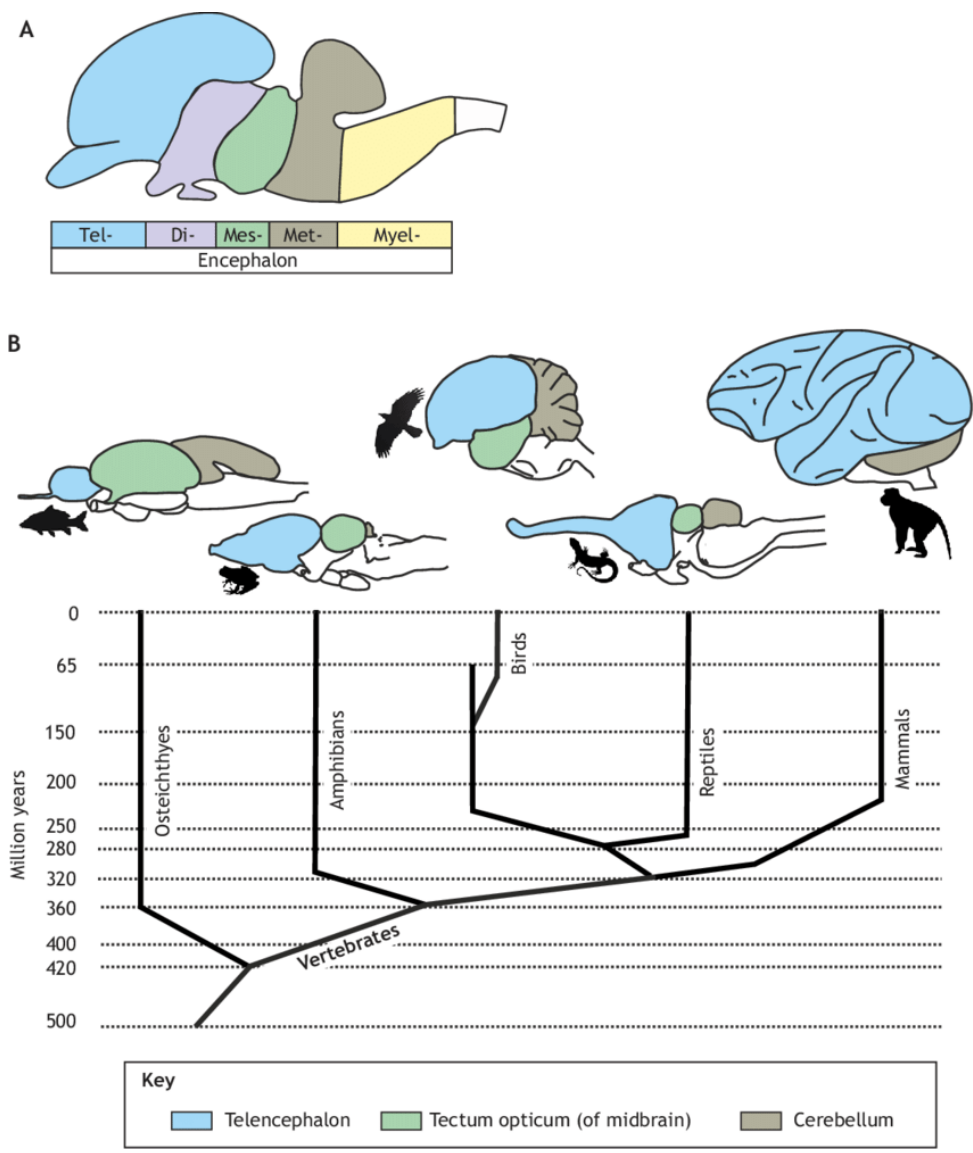 A
Tel- Di- Mes- Met- Myel-
Encephalon
B
0
65
150
200
250
280
320
360
400
420
500
Million years
Osteichthyes
Amphibians
Birds
Reptiles
Mammals
Vertebrates
Key
Telencephalon Tectum opticum (of midbrain) Cerebellum